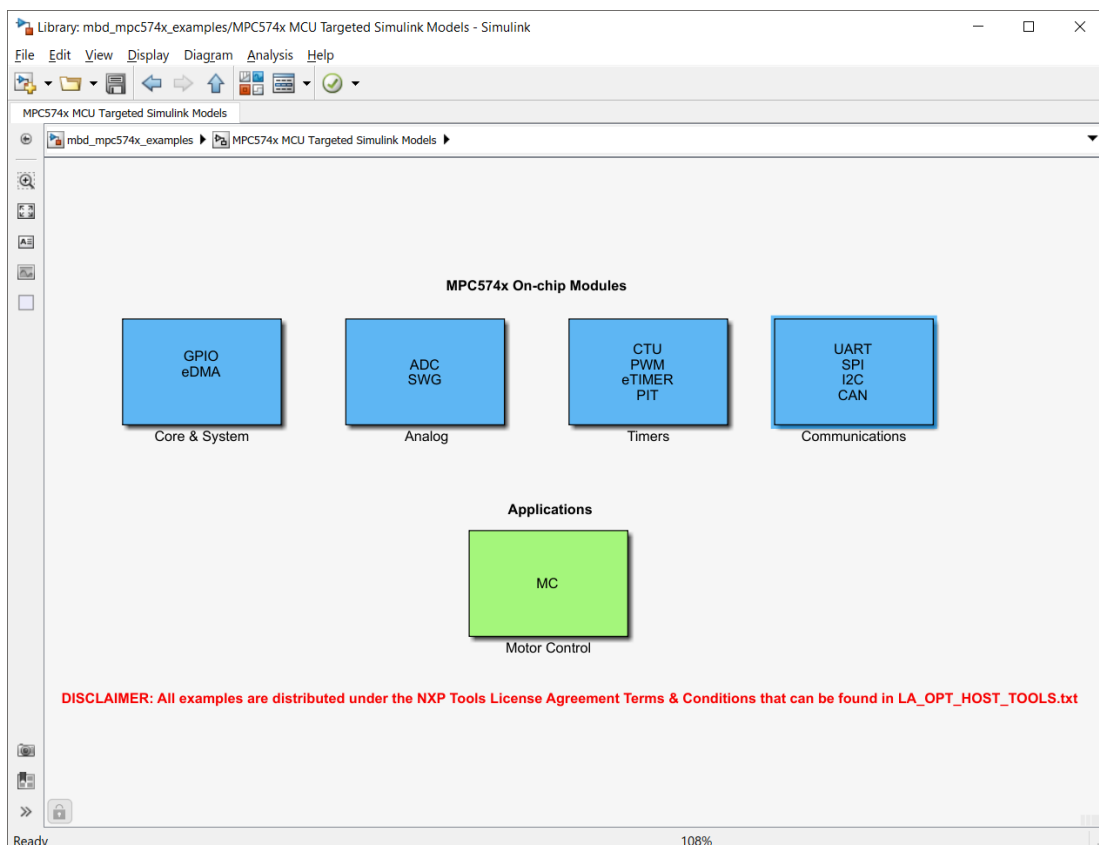 Library: mbd_mpc574x_examples/MPC574x MCU Targeted Simulink Models - Simulink
File Edit View Display Diagram Analysis Help
MPC574x MCU Targeted Simulink Models
mbd_mpc574x_examples MPC574x MCU Targeted Simulink Models
MPC574x On-chip Modules
GPIO
eDMA
Core & System
ADC
SWG
Analog
CTU
PWM
eTIMER
PIT
Timers
UART
SPI
I2C
CAN
Communications
Applications
MC
Motor Control
DISCLAIMER: All examples are distributed under the NXP Tools License Agreement Terms & Conditions that can be found in LA_OPT_HOST_TOOLS.txt
Ready 108%